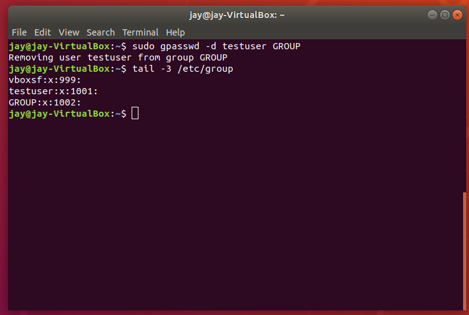 jay@jay-VirtualBox: ~
File Edit View Search Terminal Help
jay@jay-VirtualBox:~$ sudo gpasswd -d testuser GROUP
Removing user testuser from group GROUP
jay@jay-VirtualBox:~$ tail -3 /etc/group
vboxsf:x:999:
testuser:x:1001:
GROUP:x:1002:
jay@jay-VirtualBox:~$